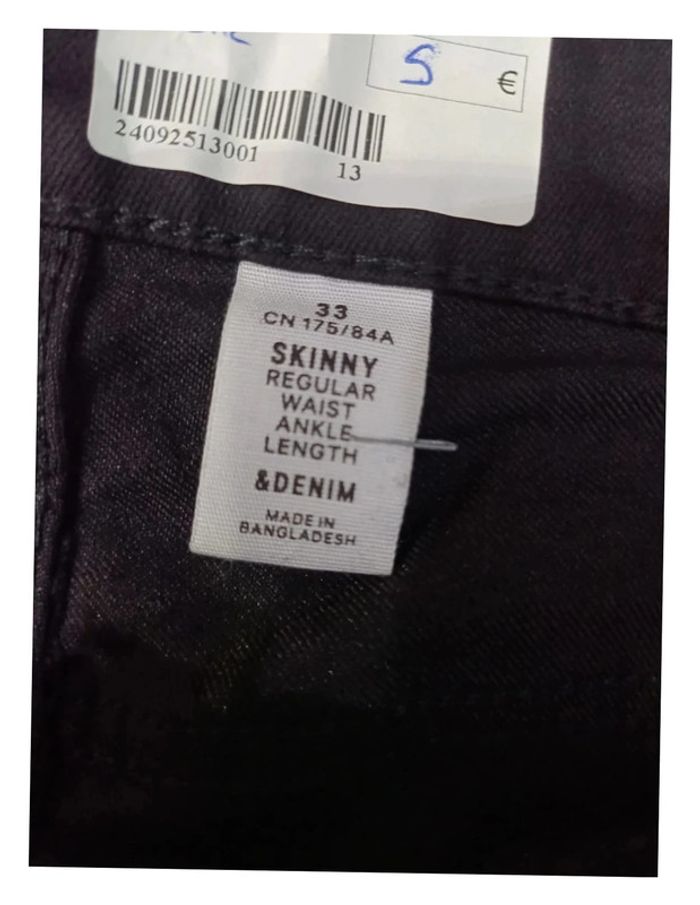 5 €
24092513001
13
33
CN 175/84A
SKINNY
REGULAR
WAIST
ANKLE
LENGTH
&DENIM
MADE IN
BANGLADESH